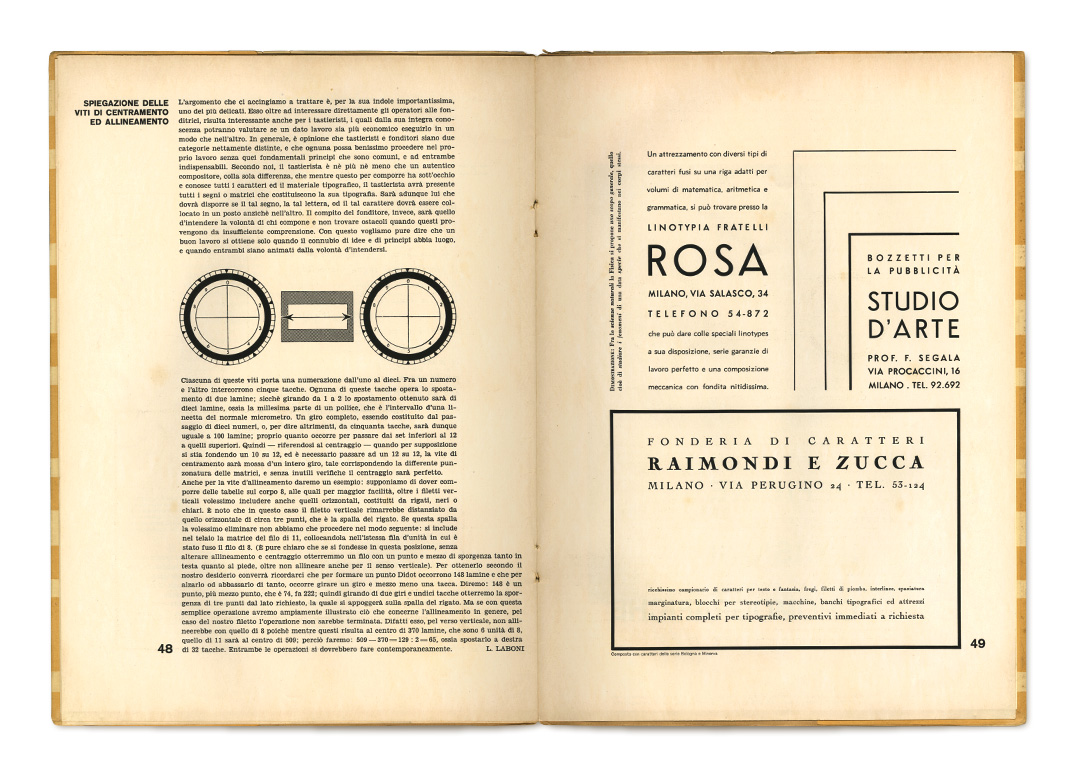 SPIEGAZIONE DELLE
VITI DI CENTRAMENTO
ED ALLINEAMENTO
L'argomento che ci accingiamo a trattare è, per la sua indole importantissima,
uno dei più delicati. Esso oltre ad interessare direttamente gli operatori alle fon-
ditrici, risulta interessante anche per i tastieristi, i quali dalla sua integra cono-
scenza potranno valutare se un dato lavoro sia più economico eseguirlo in un
modo che nell'altro. In generale, è opinione che tastieristi e fonditori siano due
categorie nettamente distinte, e che ognuna possa benissimo procedere nel pro-
prio lavoro senza quei fondamentali principi che sono comuni, e ad entrambe
indispensabili. Secondo noi, il tastierista è nè più nè meno che un autentico
compositore, colla sola differenza, che mentre questo per comporre ha sott'occhio
e conosce tutti i caratteri ed il materiale tipografico, il tastierista avrà presente
tutti i segni o matrici che costituiscono la sua tipografia. Sarà adunque lui che
dovrà disporre se il tal segno, la tal lettera, ed il tal carattere dovrà essere col-
locato in un posto anzichè nell'altro. Il compito del fonditore, invece, sarà quello
d'intendere la volontà di chi compone e non trovare ostacoli quando questi pro-
vengono da insufficiente comprensione. Con questo vogliamo pure dire che un
buon lavoro si ottiene solo quando il connubio di idee e di principi abbia luogo,
e quando entrambi siano animati dalla volontà d'intendersi.
Ciascuna di queste viti porta una numerazione dall'uno al dieci. Fra un numero
e l'altro intercorrono cinque tacche. Ognuna di queste tacche opera lo sposta-
mento di due lamine; sicchè girando da 1 a 2 lo spostamento ottenuto sarà di
dieci lamine, ossia la millesima parte di un pollice, che è l'intervallo d'una li-
neetta del normale micrometro. Un giro completo, essendo costituito dal pas-
saggio di dieci numeri, o, per dire altrimenti, da cinquanta tacche, sarà dunque
uguale a 100 lamine; proprio quanto occorre per passare dai set inferiori al 12
a quelli superiori. Quindi — riferendosi al centraggio — quando per supposizione
si stia fondendo un 10 su 12, ed è necessario passare ad un 12 su 12, la vite di
centramento sarà mossa d'un intero giro, tale corrispondendo la differente pun-
zonatura delle matrici, e senza inutili verifiche il centraggio sarà perfetto.
Anche per la vite d'allineamento daremo un esempio: supponiamo di dover com-
porre delle tabelle su corpo 8, alle quali per maggior facilità, oltre i filetti ver-
ticali volessimo includere anche quelli orizzontali, costituiti da rigati, neri o
chiari. È noto che in questo caso il filetto verticale rimarrebbe distanziato da
quello orizzontale di circa tre punti, che è la spalla del rigato. Se questa spalla
la volessimo eliminare non abbiamo che procedere nel modo seguente: si include
nel telaio la matrice del filo di 11, collocandola nell'istessa fila d'unità in cui è
stato fuso il filo di 8. (È pure chiaro che se si fondesse in questa posizione, senza
alterare allineamento e centraggio otterremmo un filo con un punto e mezzo di sporgenza tanto in
testa quanto al piede, oltre non allineare anche per il senso verticale). Per ottenerlo secondo il
nostro desiderio converrà ricordarci che per formare un punto Didot occorrono 148 lamine e che per
alzarlo od abbassarlo di tanto, occorre girare un giro e mezzo meno una tacca. Diremo: 148 è un
punto, più mezzo punto, che è 74, fa 222; quindi girando di due giri e undici tacche otterremo la spor-
genza di tre punti dal lato richiesto, la quale si appoggerà sulla spalla del rigato. Ma se con questa
semplice operazione avremo ampiamente illustrato ciò che concerne l'allineamento in genere, pel
caso del nostro filetto l'operazione non sarebbe terminata. Difatti esso, pel verso verticale, non alli-
neerebbe con quello di 8 poichè mentre questi risulta al centro di 370 lamine, che sono 6 unità di 8,
quello di 11 sarà al centro di 509; perciò faremo: 509 — 370 = 129 : 2 = 65, ossia spostarlo a destra
di 32 tacche. Entrambe le operazioni si dovrebbero fare contemporaneamente.
L. LABONI
48
Dimostrazione: Fra le scienze naturali la Fisica si propone uno scopo generale, quello
cioè di studiare i fenomeni di una data specie che si manifestano nei corpi stessi.
Un attrezzamento con diversi tipi di
caratteri fusi su una riga adatti per
volumi di matematica, aritmetica e
grammatica, si può trovare presso la
LINOTYPIA FRATELLI
ROSA
MILANO, VIA SALASCO, 34
TELEFONO 54-872
che può dare colle speciali linotypes
a sua disposizione, serie garanzie di
lavoro perfetto e una composizione
meccanica con fondita nitidissima.
BOZZETTI PER
LA PUBBLICITÀ
STUDIO
D'ARTE
PROF. F. SEGALA
VIA PROCACCINI, 16
MILANO . TEL. 92.692
FONDERIA DI CARATTERI
RAIMONDI E ZUCCA
MILANO · VIA PERUGINO 24 · TEL. 53-124
ricchissimo campionario di caratteri per testo e fantasia, fregi, filetti di piombo, interlinee, spaziatura
marginatura, blocchi per stereotipie, macchine, banchi tipografici ed attrezzi
impianti completi per tipografie, preventivi immediati a richiesta
Composto con caratteri delle serie Bologna e Minerva
49